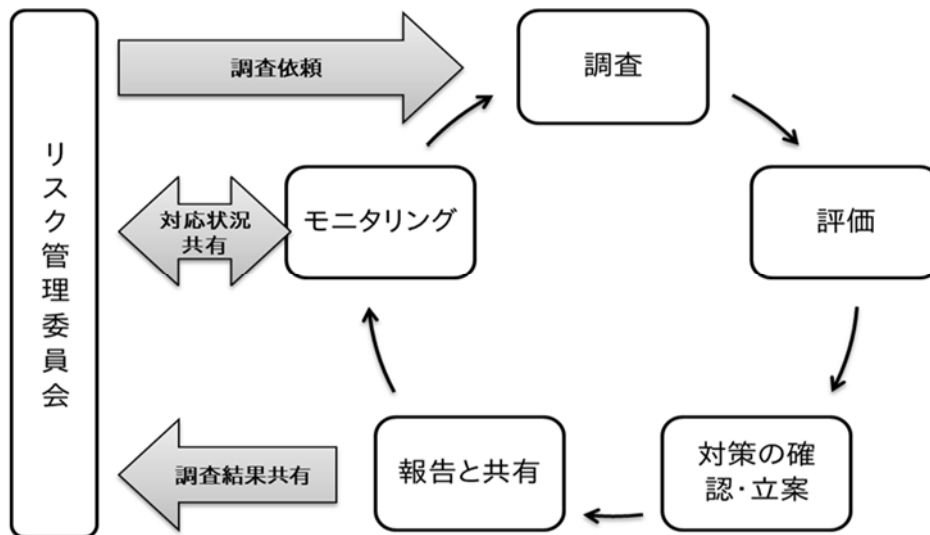 リスク管理委員会
調査依頼
調査
対応状況
共有
モニタリング
評価
調査結果共有
報告と共有
対策の確
認・立案